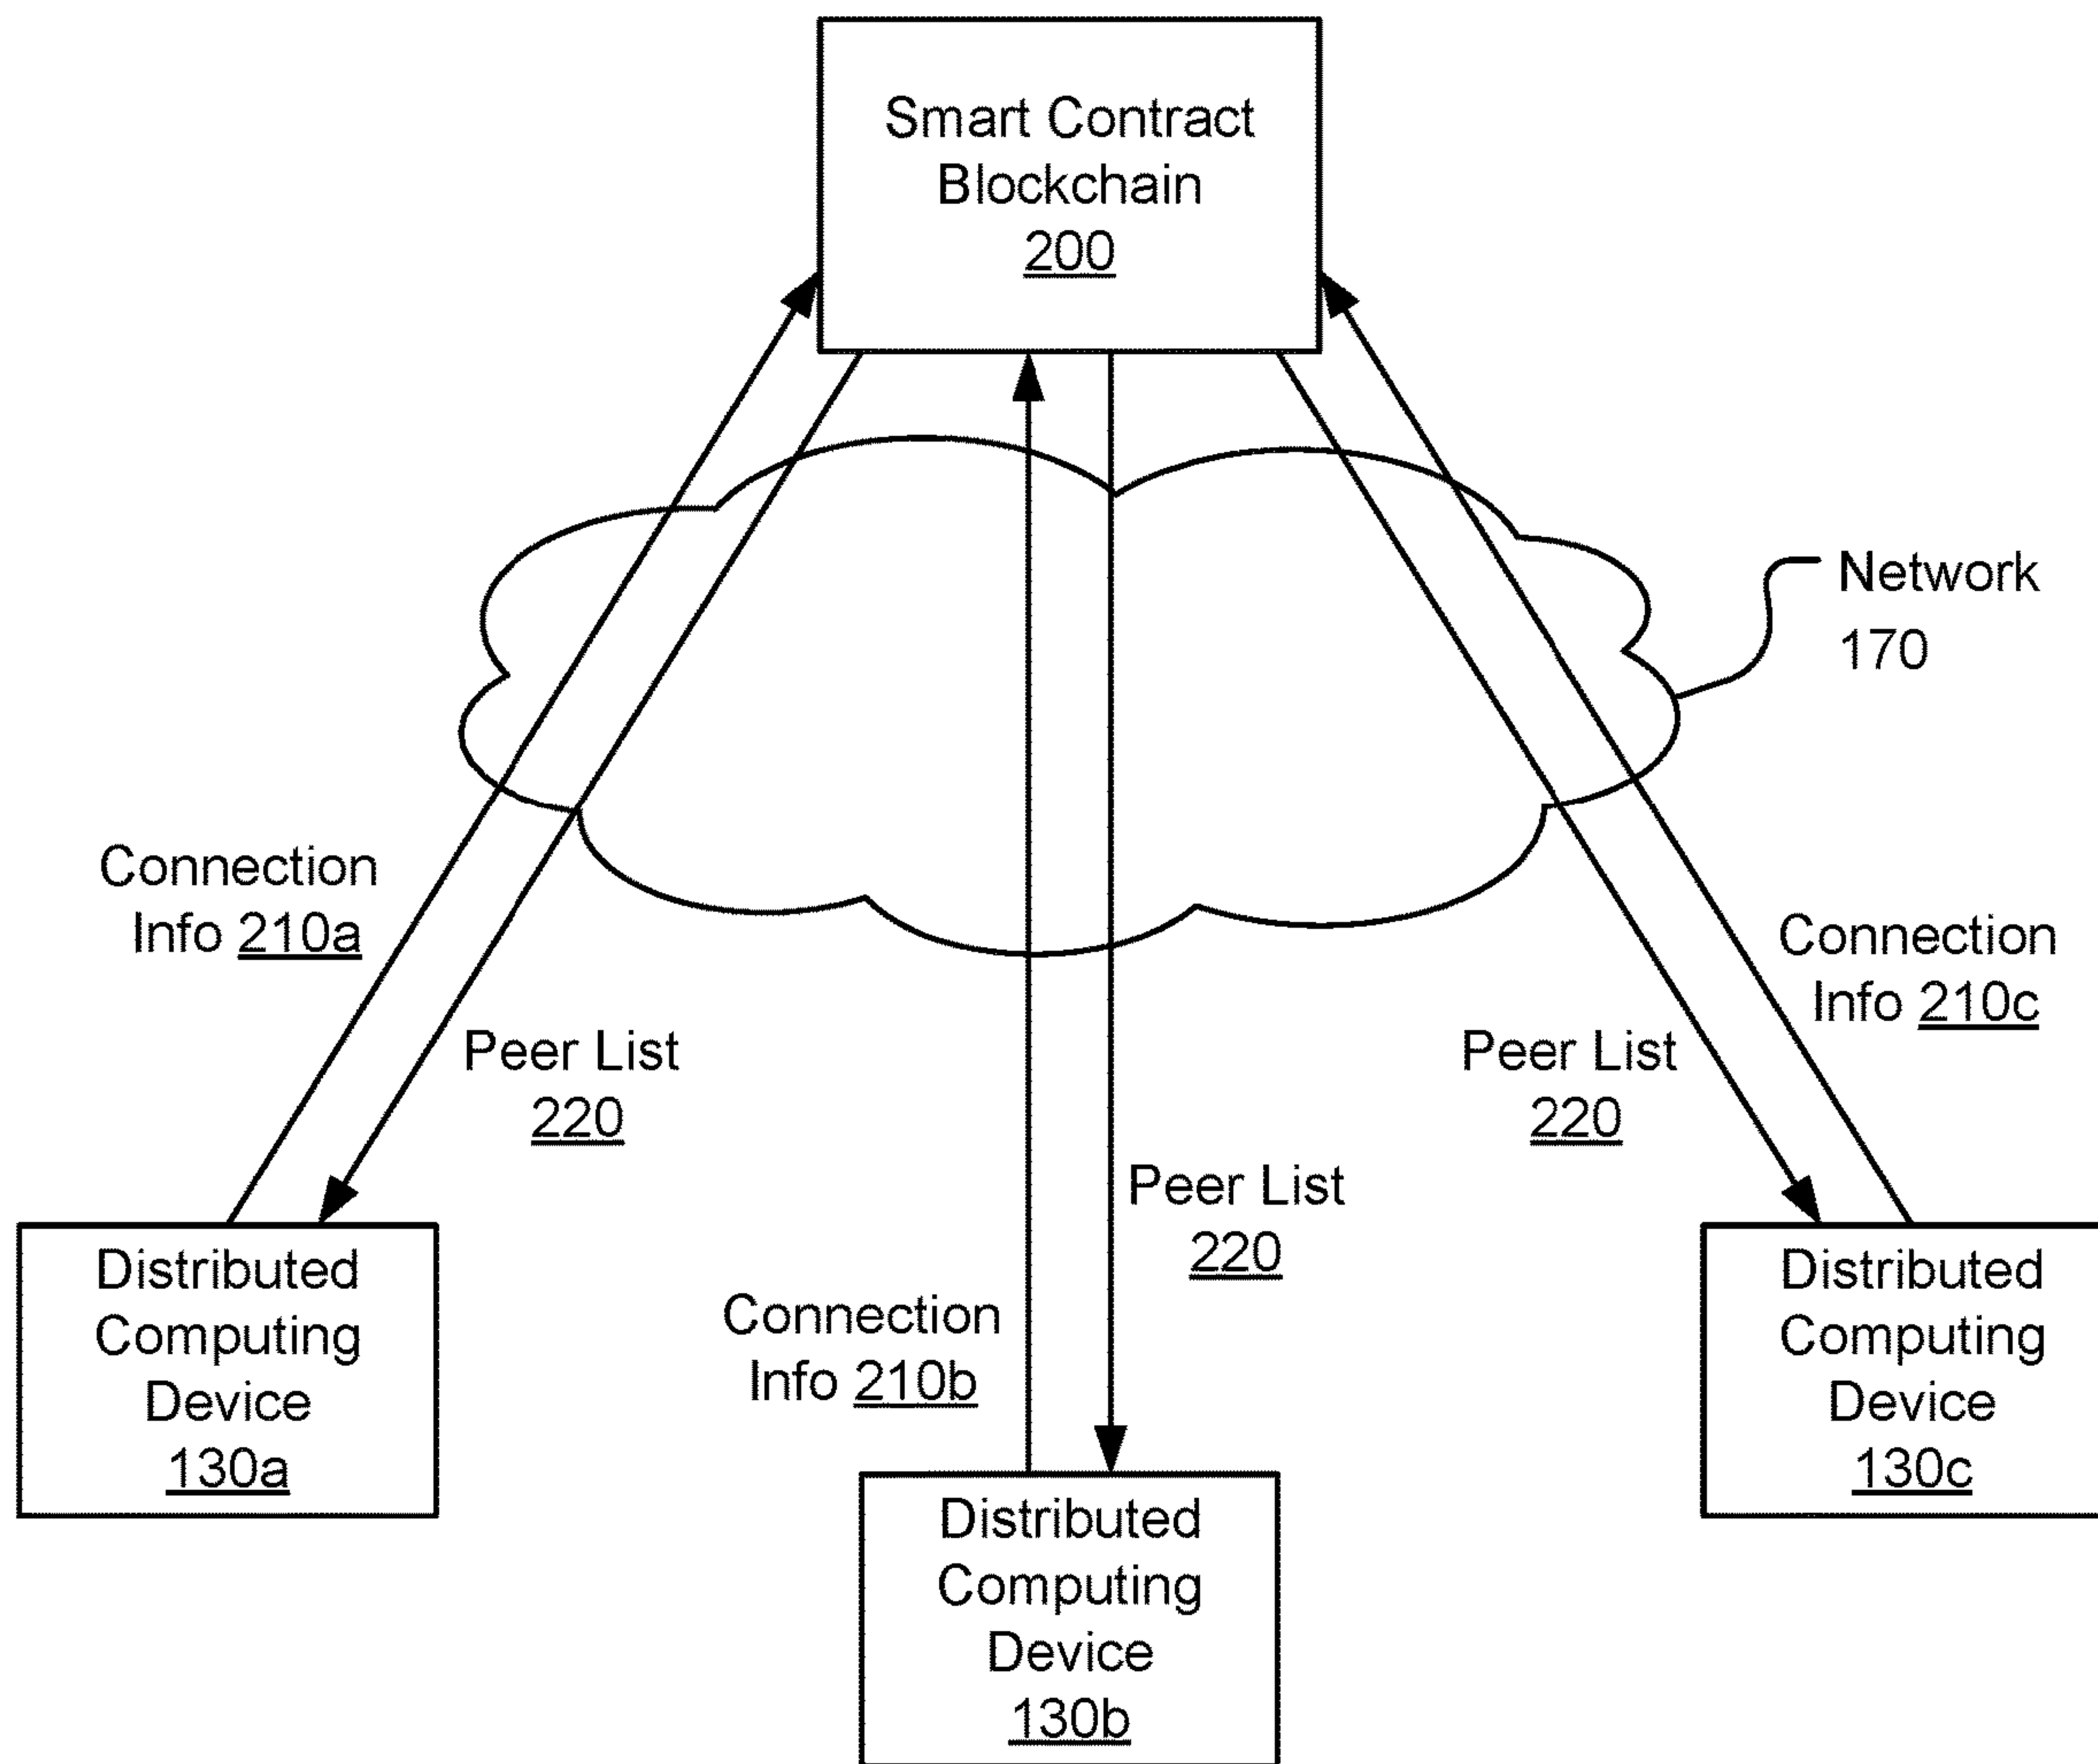 Smart Contract
Blockchain
200
Network
170
Connection
Info 210a
Connection
Info 210c
Peer List
220
Peer List
220
Peer List
220
Connection
Info 210b
Distributed
Computing
Device
130a
Distributed
Computing
Device
130c
Distributed
Computing
Device
130b